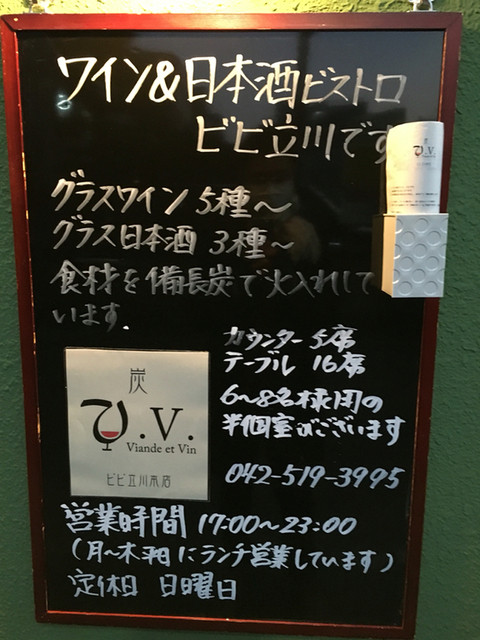 ワイン&日本酒ビストロ
ビビ立川です
グラスワイン 5種～
グラス日本酒 3種～
食材を備長炭で火入れして
います.
カウンター 5席
テーブル 16席
6～8名様用の
半個室がございます
炭
V.V.
Viande et Vin
ビビ立川本店
042-519-3995
営業時間 17:00～23:00
(月～木 平日にランチ営業しています)
定休日 日曜日
炭
V.V.